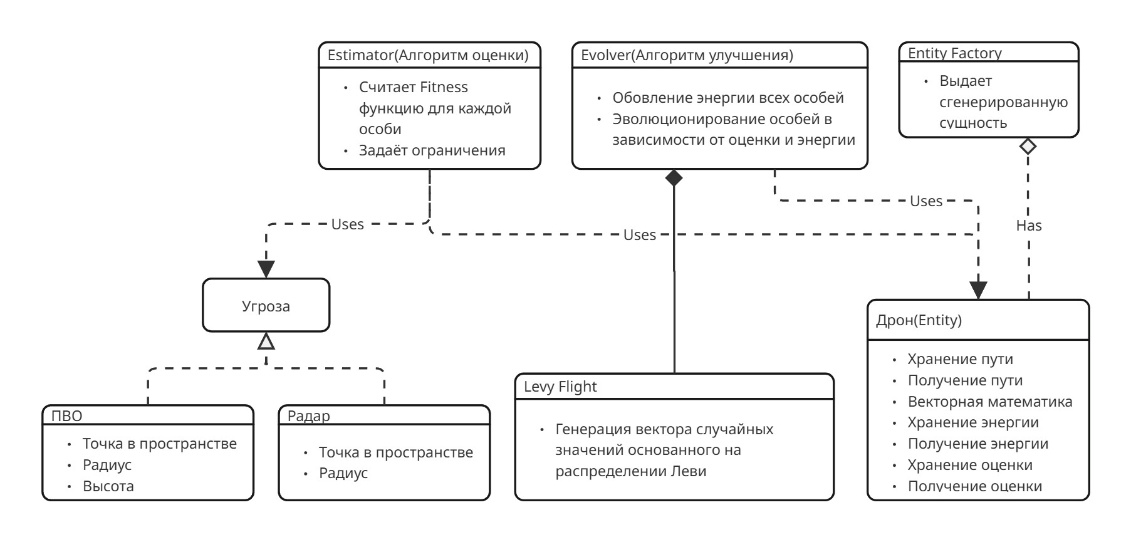 Estimator(Алгоритм оценки)
• Считает Fitness
функцию для каждой
особи
• Задаёт ограничения
Evolver(Алгоритм улучшения)
• Обовление энергии всех особей
• Эволюционирование особей в
зависимости от оценки и энергии
Entity Factory
• Выдает
сгенерированную
сущность
Uses
Uses
Uses
Has
Угроза
Дрон(Entity)
• Хранение пути
• Получение пути
• Векторная математика
• Хранение энергии
• Получение энергии
• Хранение оценки
• Получение оценки
ПВО
• Точка в пространстве
• Радиус
• Высота
Радар
• Точка в пространстве
• Радиус
Levy Flight
• Генерация вектора случайных
значений основанного на
распределении Леви